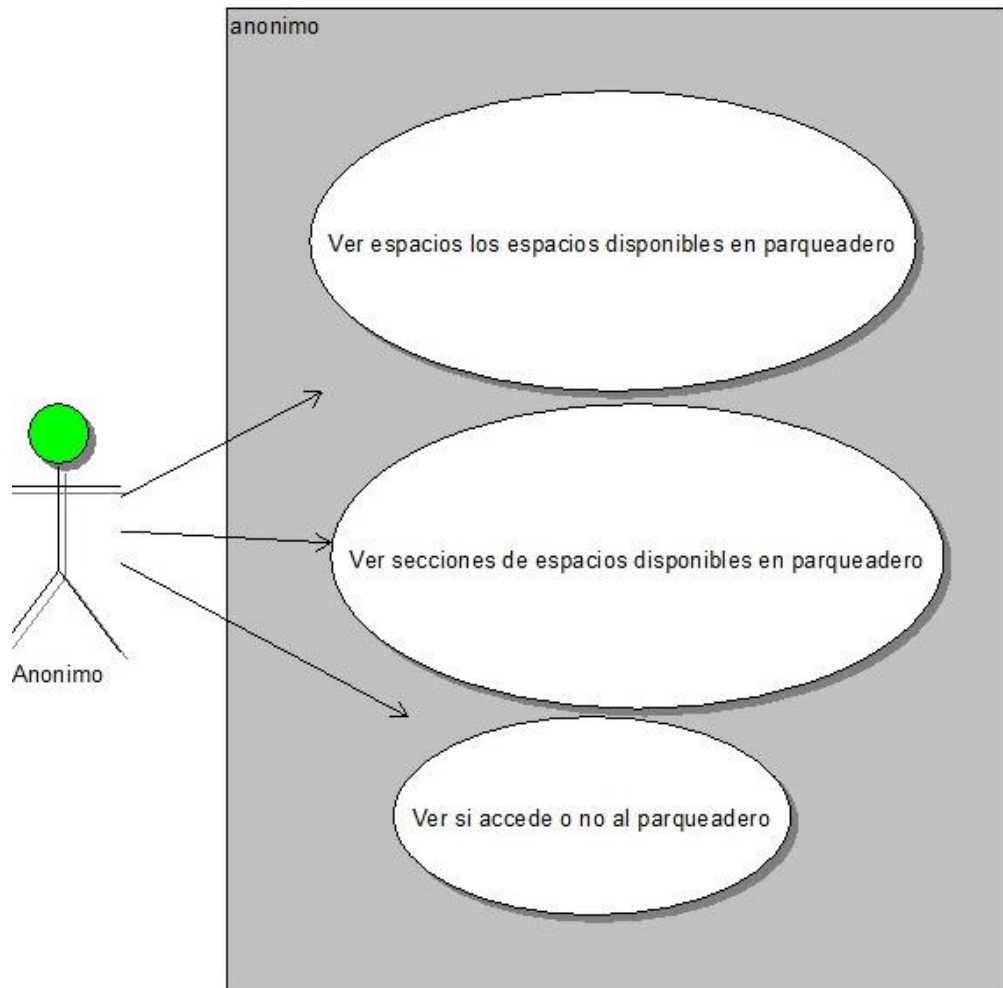 anonimo
Ver espacios los espacios disponibles en parqueadero
Ver secciones de espacios disponibles en parqueadero
Anonimo
Ver si accede o no al parqueadero